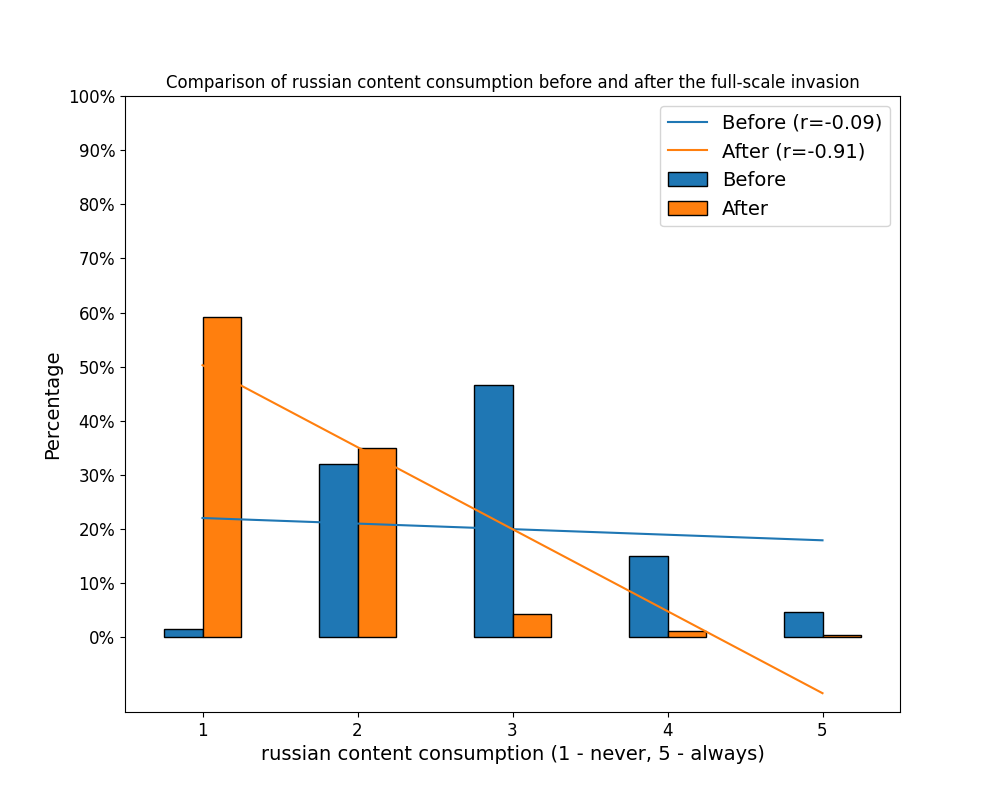 Comparison of russian content consumption before and after the full-scale invasion
100%
90%
80%
70%
60%
50%
40%
30%
20%
10%
0%
Percentage
Before (r=-0.09)
After (r=-0.91)
Before
After
1 2 3 4 5
russian content consumption (1 - never, 5 - always)